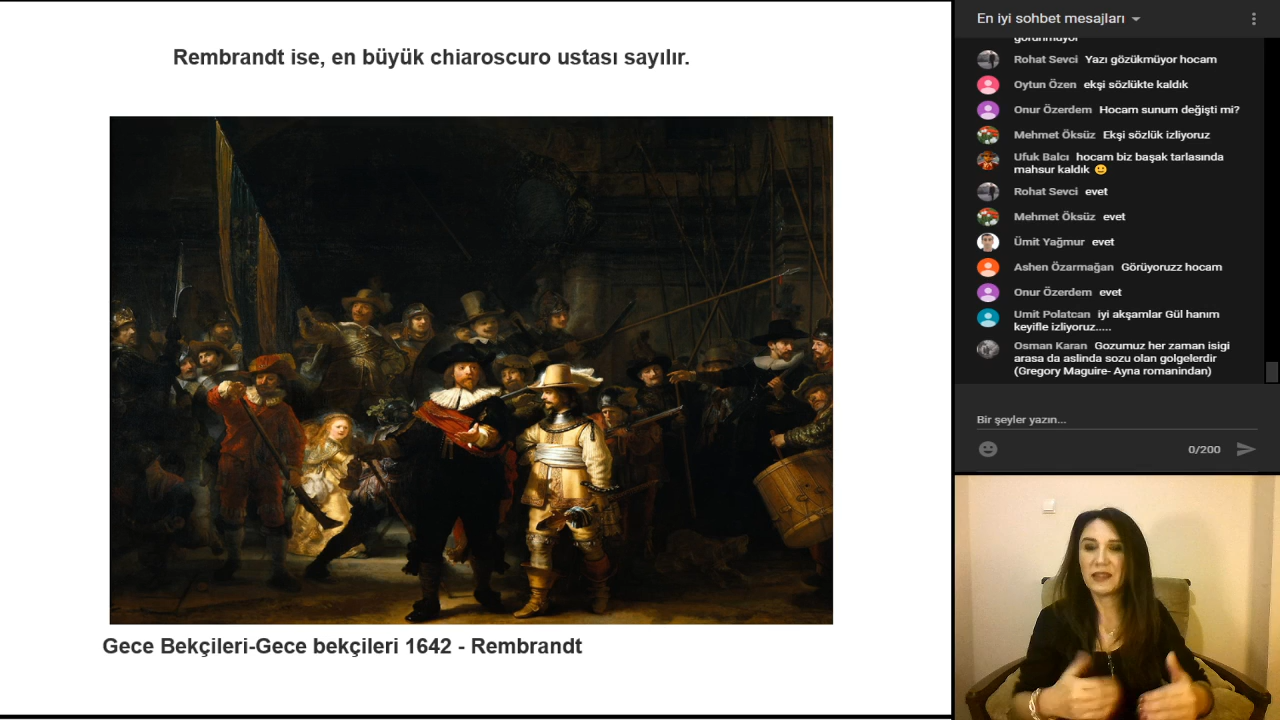 Rembrandt ise, en büyük chiaroscuro ustası sayılır.
Gece Bekçileri-Gece bekçileri 1642 - Rembrandt
En iyi sohbet mesajları
görünmüyor
Rohat Sevci Yazı gözükmüyor hocam
Oytun Özen ekşi sözlükte kaldık
Onur Özerdem Hocam sunum değişti mi?
Mehmet Öksüz Ekşi sözlük izliyoruz
Ufuk Balcı hocam biz başak tarlasında
mahsur kaldık
Rohat Sevci evet
Mehmet Öksüz evet
Ümit Yağmur evet
Ashen Özarmağan Görüyoruzz hocam
Onur Özerdem evet
Umit Polatcan iyi akşamlar Gül hanım
keyifle izliyoruz.....
Osman Karan Gozumuz her zaman isigi
arasa da aslinda sozu olan golgelerdir
(Gregory Maguire- Ayna romanindan)
Bir şeyler yazın...
0/200